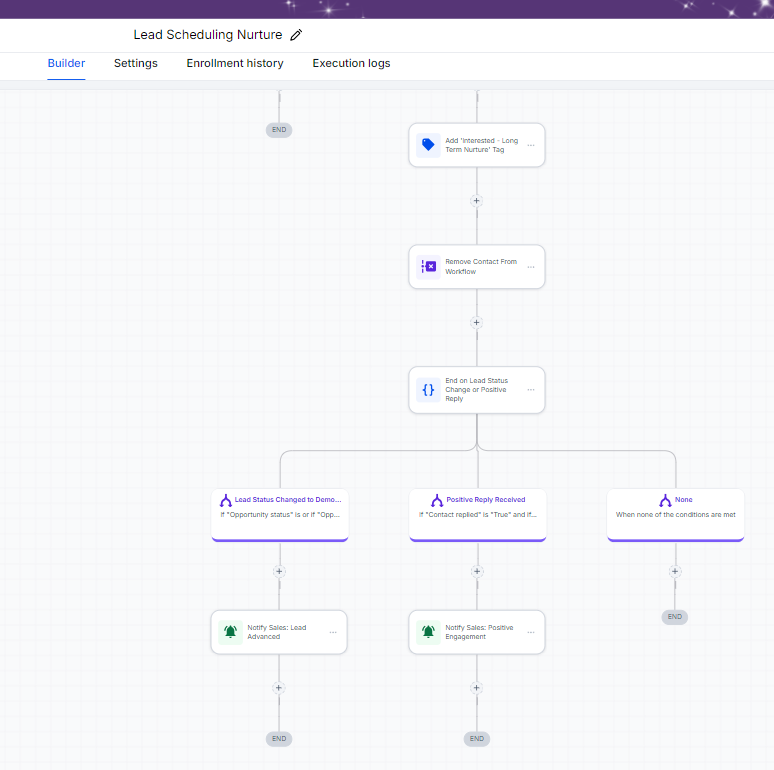 Lead Scheduling Nurture
Builder Settings Enrollment history Execution logs
END
Add 'Interested - Long
Term Nurture' Tag
Remove Contact From
Workflow
End on Lead Status
Change or Positive
Reply
Lead Status Changed to Demo...
If "Opportunity status" is or if "Opp...
Positive Reply Received
If "Contact replied" is "True" and if...
None
When none of the conditions are met
Notify Sales: Lead
Advanced
Notify Sales: Positive
Engagement
END
END
END